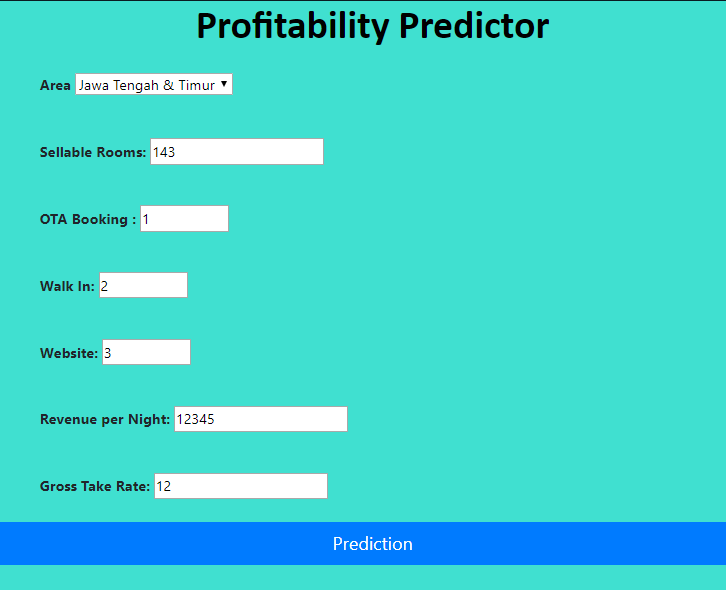 Profitability Predictor
Area Jawa Tengah & Timur
Sellable Rooms: 143
OTA Booking : 1
Walk In: 2
Website: 3
Revenue per Night: 12345
Gross Take Rate: 12
Prediction